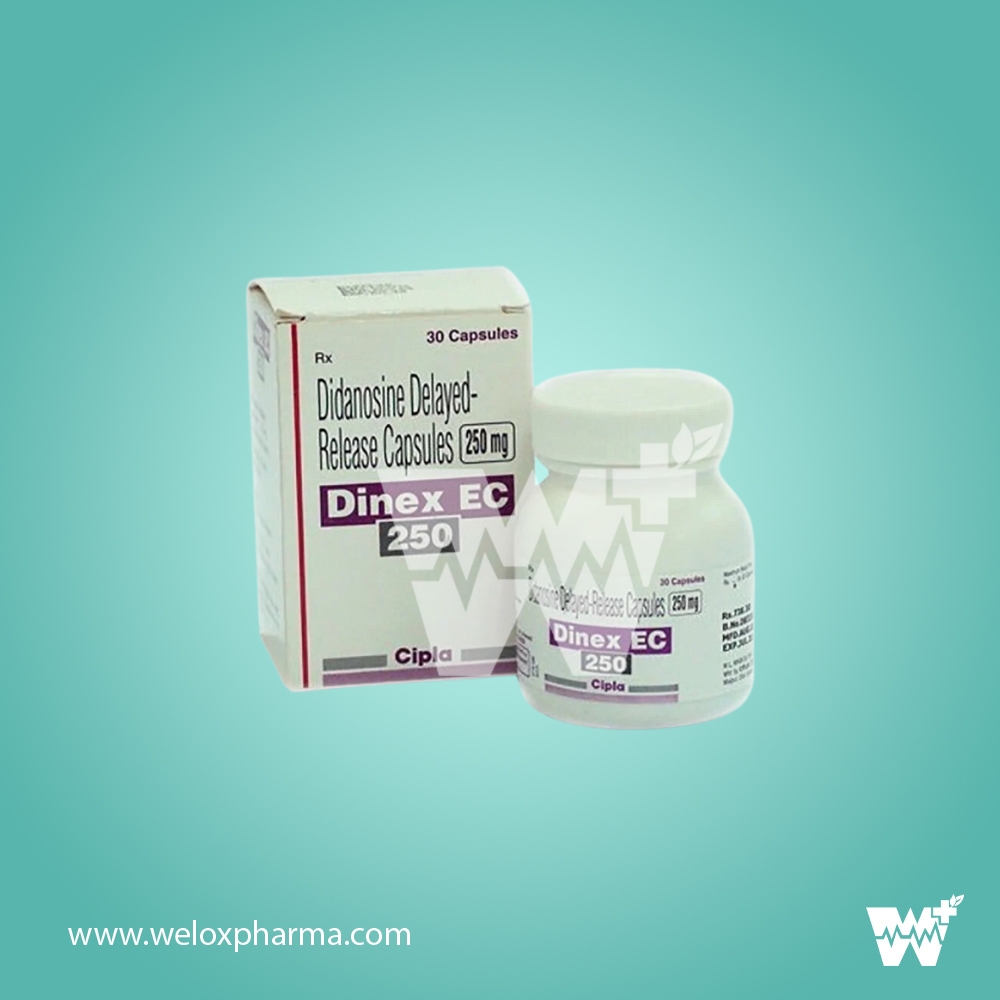 30 Capsules
Rx
Didanosine Delayed-
Release Capsules 250 mg
Dinex EC
250
Cipla
30 Capsules
Delayed-Release Capsules 250 mg
Dinex EC
250
Cipla
www.weloxpharma.com